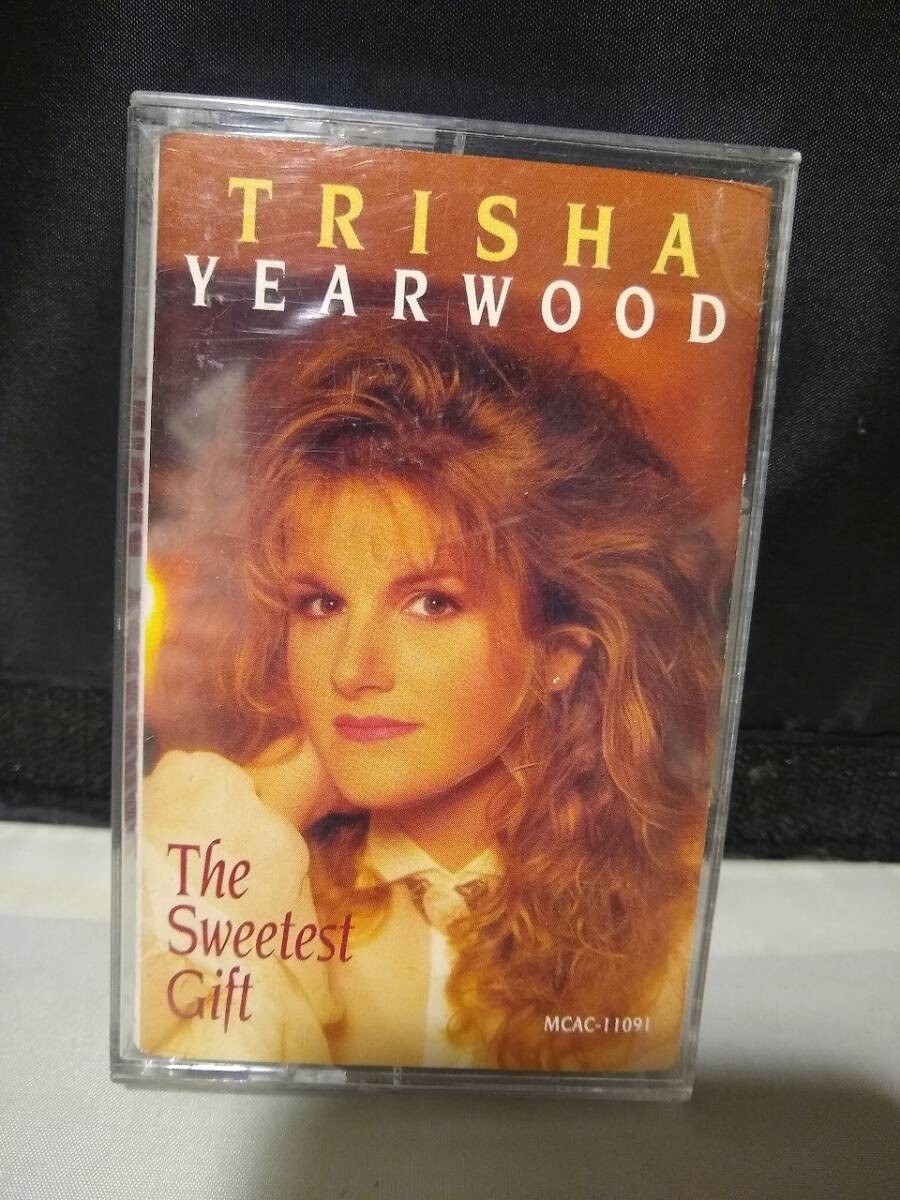 TRISHA
YEARWOOD
The
Sweetest
Gift
MCAC-11091